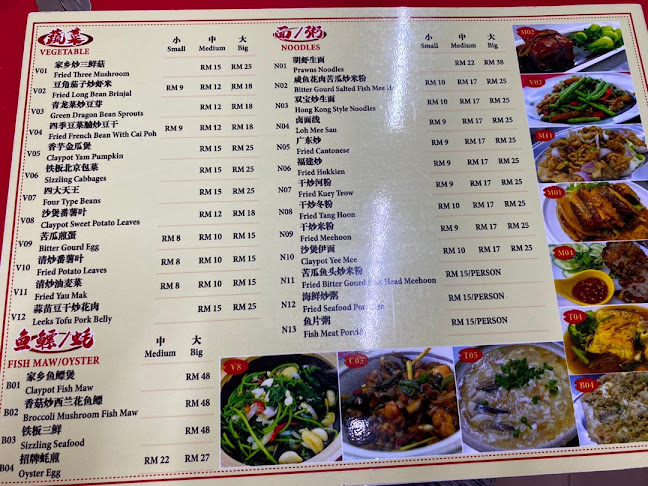 蔬菜
VEGETABLE
小 中 大
Small Medium Big
V01 家乡炒三鲜菇
Fried Three Mushroom RM 15 RM 25
V02 豆角茄子炒虾米
Fried Long Bean Brinjal RM 9 RM 12 RM 18
V03 青龙菜炒豆芽
Green Dragon Bean Sprouts RM 12 RM 18
V04 四季豆菜脯炒豆干
Fried French Bean With Cai Poh RM 9 RM 12 RM 18
V05 香芋金瓜煲
Claypot Yam Pumpkin RM 15 RM 25
V06 铁板北京包菜
Sizzling Cabbages RM 15 RM 25
V07 四大天王
Four Type Beans RM 15 RM 25
V08 沙煲番薯叶
Claypot Sweet Potato Leaves RM 12 RM 18
V09 苦瓜煎蛋
Bitter Gourd Egg RM 8 RM 10 RM 15
V10 清炒番薯叶
Fried Potato Leaves RM 8 RM 10 RM 15
V11 清炒油麦菜
Fried Yau Mak RM 8 RM 10 RM 15
V12 蒜苗豆干炒花肉
Leeks Tofu Pork Belly RM 15 RM 25
鱼鳔/蚝
FISH MAW/OYSTER
中 大
Medium Big
B01 家乡鱼鳔煲
Claypot Fish Maw RM 48
B02 香菇炒西兰花鱼鳔
Broccoli Mushroom Fish Maw RM 48
B03 铁板三鲜
Sizzling Seafood RM 48
B04 招牌蚝煎
Oyster Egg RM 22 RM 27
面/粥
NOODLES
小 中 大
Small Medium Big
N01 明虾生面
Prawns Noodles RM 22 RM 38
N02 咸鱼花肉苦瓜炒米粉
Bitter Gourd Salted Fish Mee RM 10 RM 17 RM 25
N03 双宝炒生面
Hong Kong Style Noodles RM 9 RM 17 RM 25
N04 卤面线
Loh Mee Sau RM 9 RM 17 RM 25
N05 广东炒
Fried Cantonese RM 9 RM 17 RM 25
N06 福建炒
Fried Hokkien RM 9 RM 17 RM 25
N07 干炒河粉
Fried Kuey Teow RM 9 RM 17 RM 25
N08 干炒冬粉
Fried Tang Hoon RM 10 RM 17 RM 25
N09 干炒米粉
Fried Meehoon RM 9 RM 17 RM 25
N10 沙煲伊面
Claypot Yee Mee RM 10 RM 17 RM 25
N11 苦瓜鱼头炒米粉
Fried Bitter Gourd Fish Head Meehoon RM 15/PERSON
N12 海鲜炒粥
Fried Seafood RM 15/PERSON
N13 鱼片粥
Fish Meat RM 15/PERSON
M02
V02
M11
M01
M04
T04
B04
V8
C05
T05